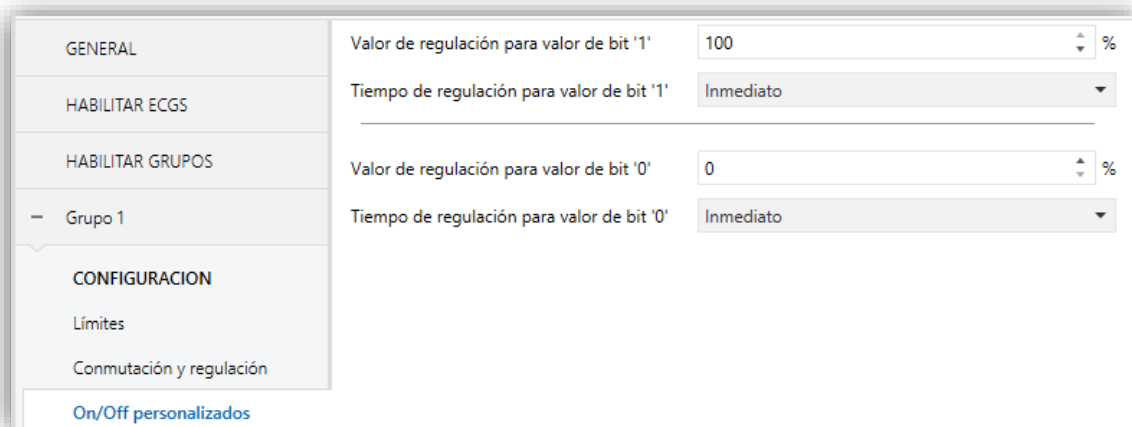 GENERAL
HABILITAR ECGS
HABILITAR GRUPOS
− Grupo 1
CONFIGURACION
Límites
Conmutación y regulación
On/Off personalizados
Valor de regulación para valor de bit '1' 100 %
Tiempo de regulación para valor de bit '1' Inmediato
Valor de regulación para valor de bit '0' 0 %
Tiempo de regulación para valor de bit '0' Inmediato